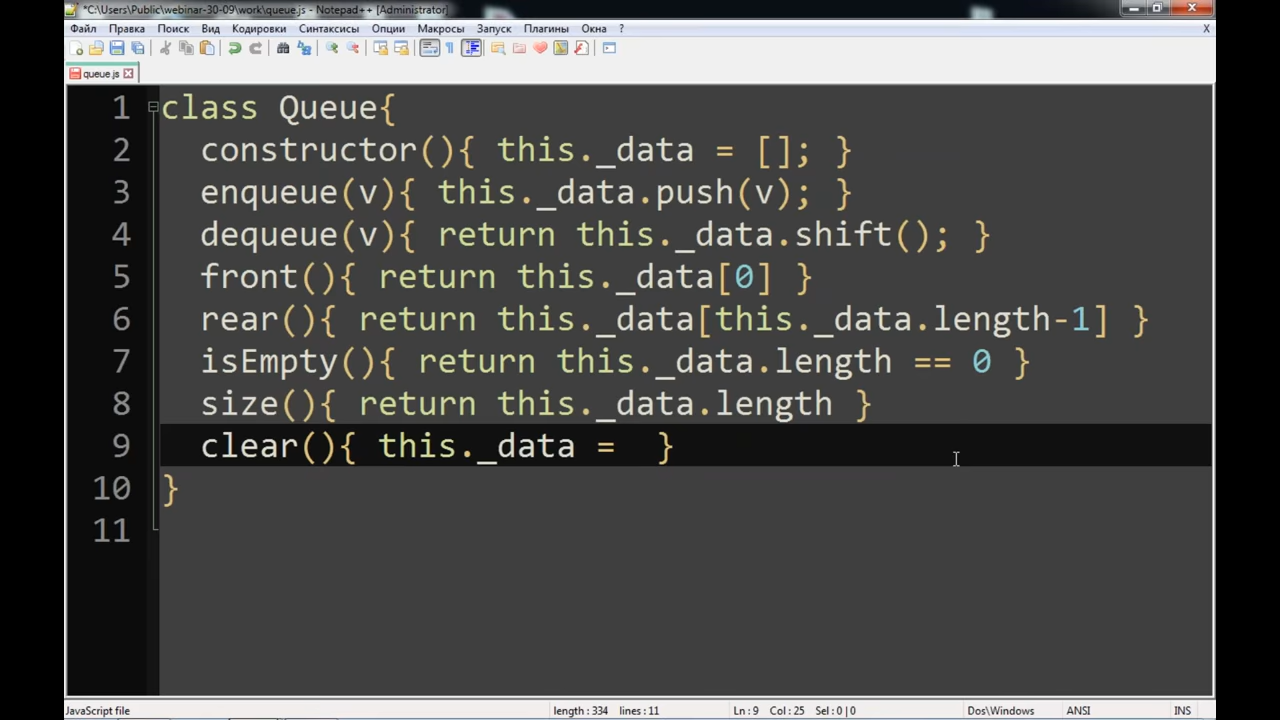 *C:\Users\Public\webinar-30-09\work\queue.js - Notepad++ [Administrator]
Файл Правка Поиск Вид Кодировки Синтаксисы Опции Макросы Запуск Плагины Окна ? X
queue.js
1 class Queue{
2 constructor(){ this._data = []; }
3 enqueue(v){ this._data.push(v); }
4 dequeue(v){ return this._data.shift(); }
5 front(){ return this._data[0] }
6 rear(){ return this._data[this._data.length-1] }
7 isEmpty(){ return this._data.length == 0 }
8 size(){ return this._data.length }
9 clear(){ this._data =  }
10 }
11
JavaScript file length : 334 lines : 11 Ln : 9 Col : 25 Sel : 0 | 0 Dos\Windows ANSI INS